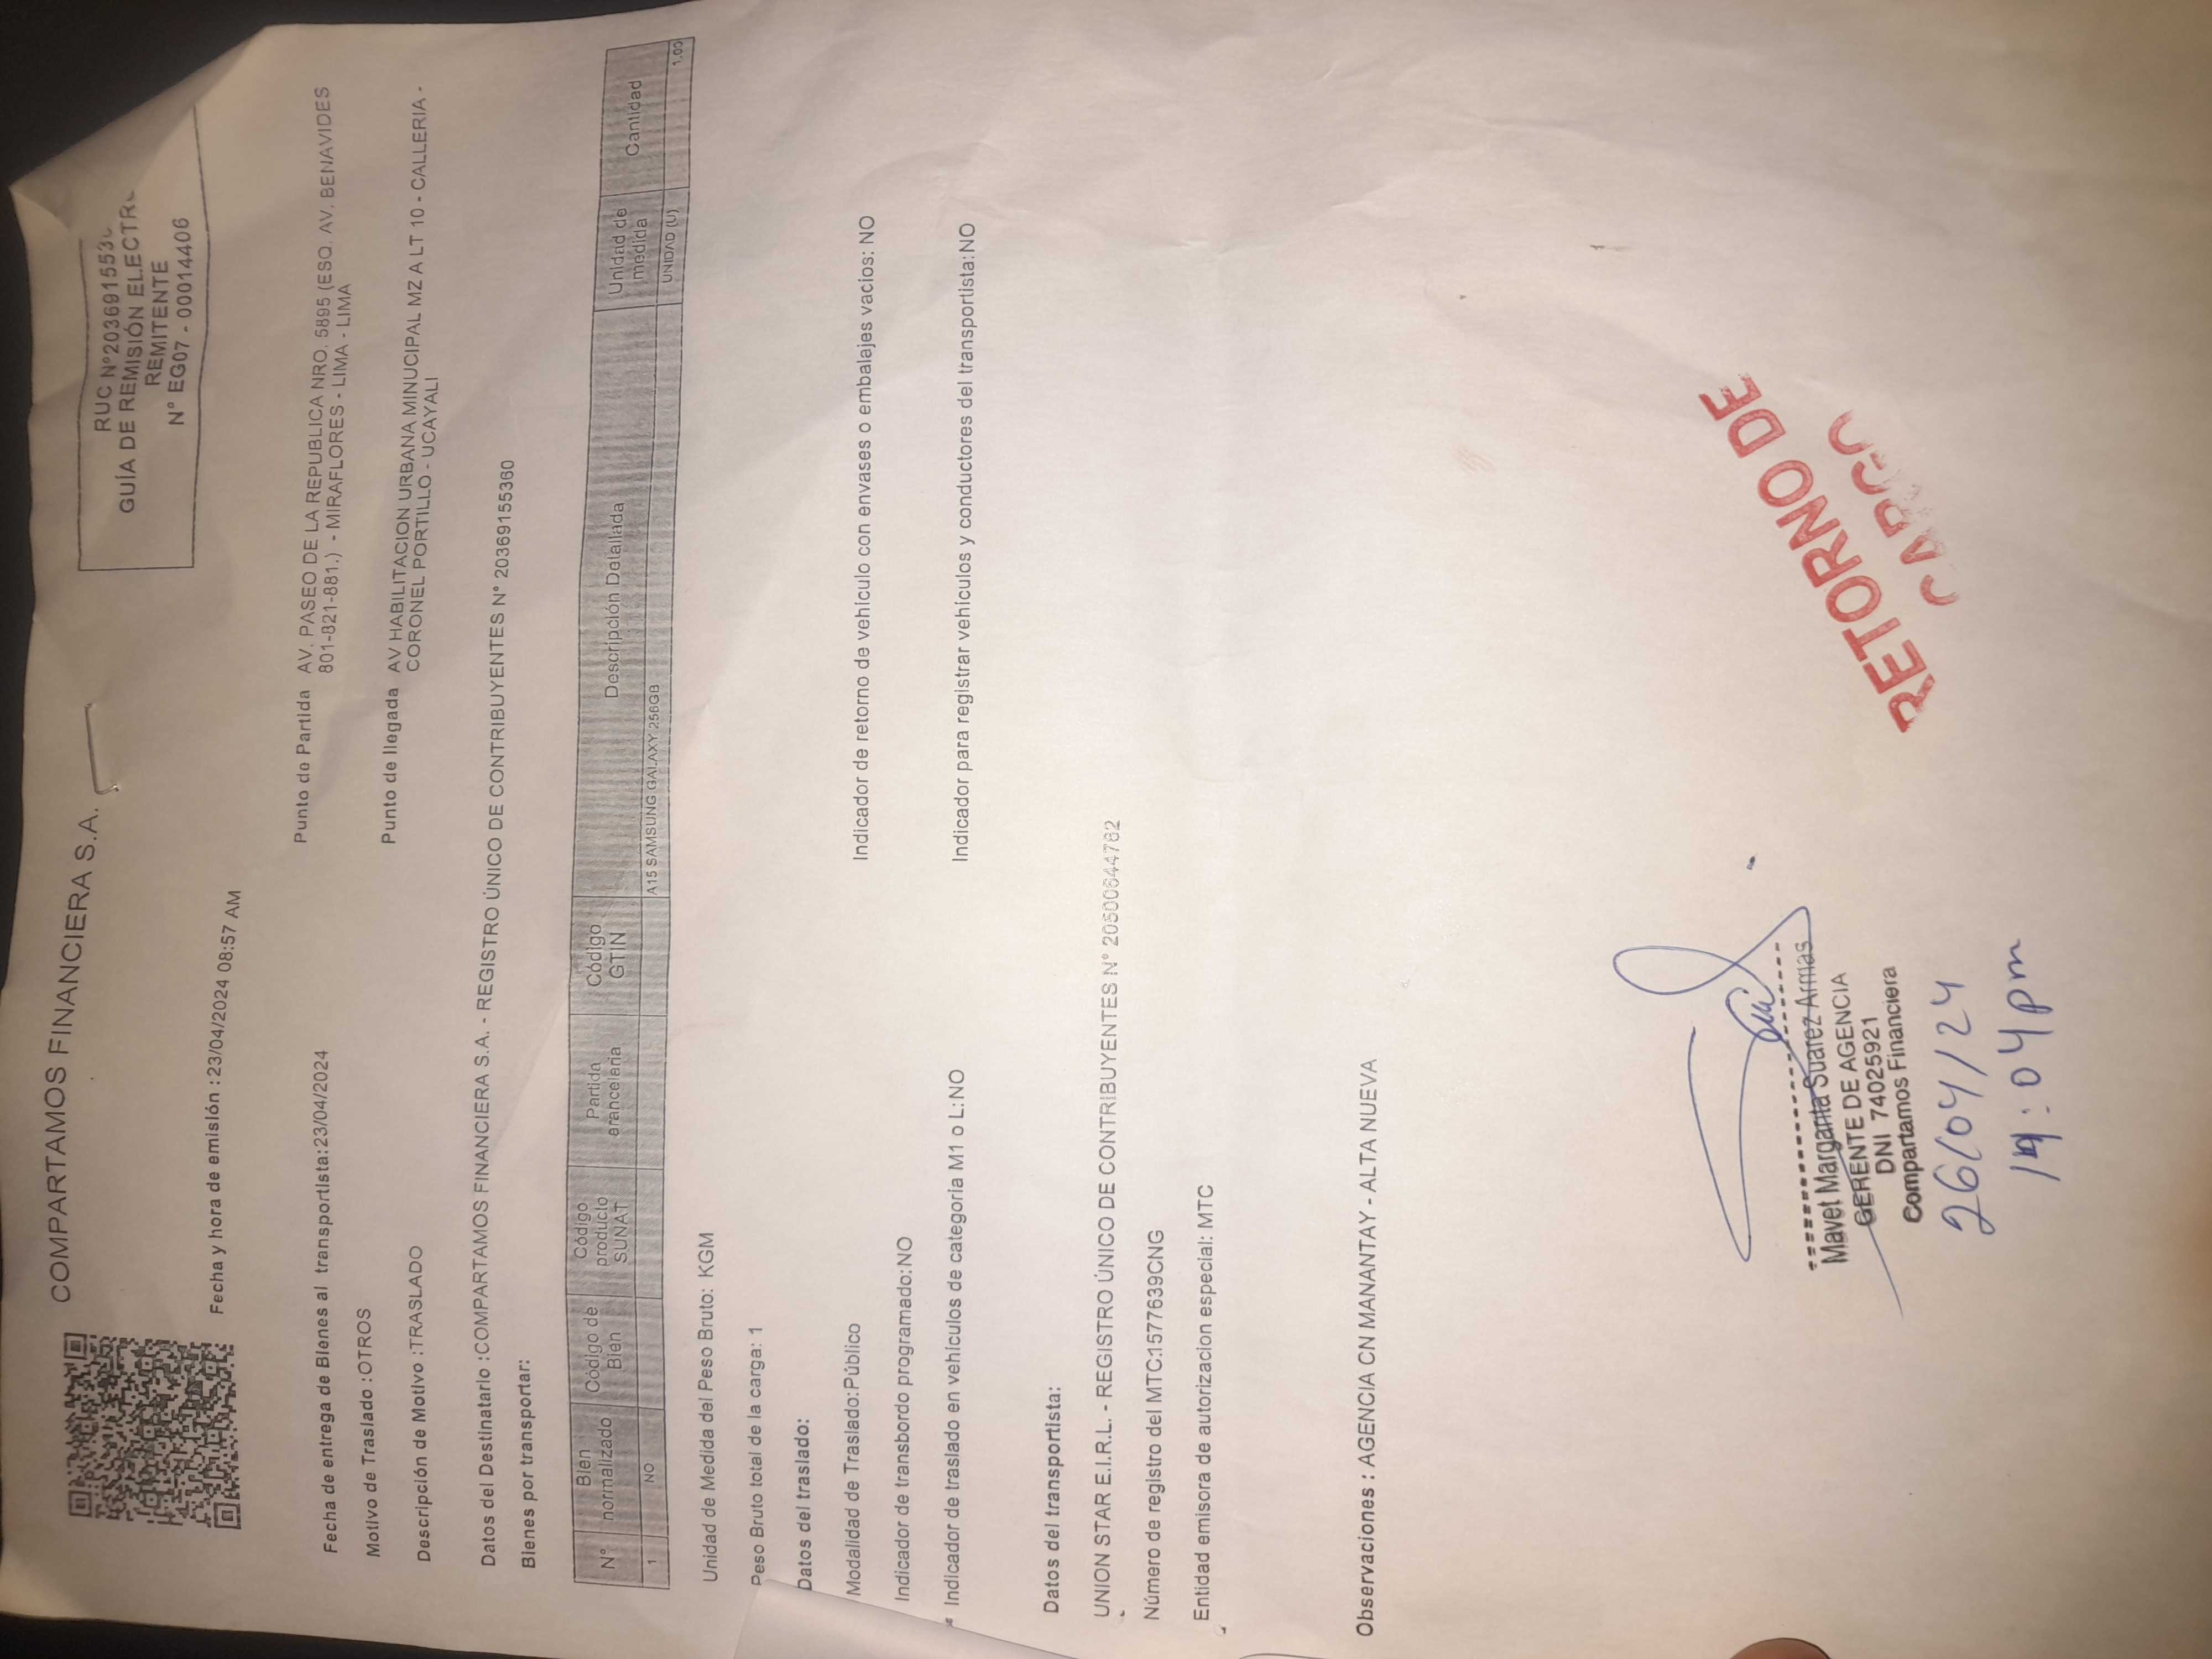 COMPARTAMOS FINANCIERA S.A.
RUC N°2036915536
GUÍA DE REMISIÓN ELECTR
REMITENTE
N° EG07 - 00014406
Fecha y hora de emisión :23/04/2024 08:57 AM
Fecha de entrega de Bienes al transportista:23/04/2024
Punto de Partida AV. PASEO DE LA REPUBLICA NRO. 5895 (ESQ. AV. BENAVIDES
801-821-881.) - MIRAFLORES - LIMA - LIMA
Motivo de Traslado :OTROS
Punto de llegada AV HABILITACION URBANA MINUCIPAL MZ A LT 10 - CALLERIA -
CORONEL PORTILLO - UCAYALI
Descripción de Motivo :TRASLADO
Datos del Destinatario :COMPARTAMOS FINANCIERA S.A. - REGISTRO ÚNICO DE CONTRIBUYENTES N° 20369155360
Bienes por transportar:
N° Bien normalizado Código de Bien Código producto SUNAT Partida arancelaria Código GTIN Descripción Detallada Unidad de medida Cantidad
1 NO A15 SAMSUNG GALAXY 256GB UNIDAD (U) 1.00
Unidad de Medida del Peso Bruto: KGM
Peso Bruto total de la carga: 1
Datos del traslado:
Modalidad de Traslado:Público
Indicador de retorno de vehículo con envases o embalajes vacios: NO
Indicador de transbordo programado:NO
Indicador de traslado en vehículos de categoría M1 o L:NO
Indicador para registrar vehículos y conductores del transportista:NO
Datos del transportista:
UNION STAR E.I.R.L. - REGISTRO ÚNICO DE CONTRIBUYENTES N° 20500644762
Número de registro del MTC:1577639CNG
Entidad emisora de autorizacion especial: MTC
Observaciones : AGENCIA CN MANANTAY - ALTA NUEVA
RETORNO DE
CARGO
Mavet Margarita Suarez Armas
GERENTE DE AGENCIA
DNI 74025921
Compartamos Financiera
26/04/24
:04pm